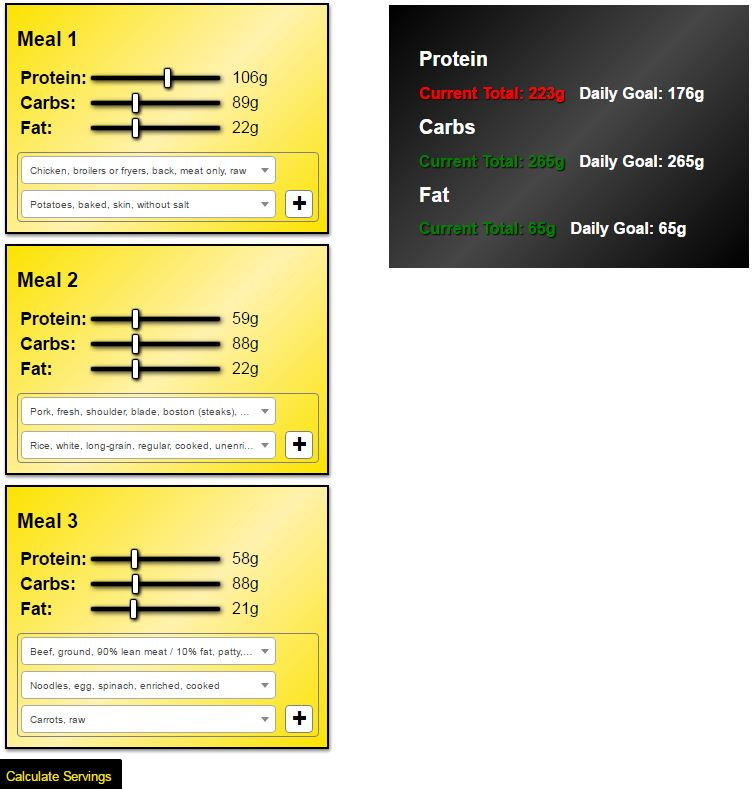 Meal 1
Protein: 106g
Carbs: 89g
Fat: 22g
Chicken, broilers or fryers, back, meat only, raw
Potatoes, baked, skin, without salt
Meal 2
Protein: 59g
Carbs: 88g
Fat: 22g
Pork, fresh, shoulder, blade, boston (steaks), ...
Rice, white, long-grain, regular, cooked, unenri...
Meal 3
Protein: 58g
Carbs: 88g
Fat: 21g
Beef, ground, 90% lean meat / 10% fat, patty,...
Noodles, egg, spinach, enriched, cooked
Carrots, raw
Calculate Servings
Protein
Current Total: 223g Daily Goal: 176g
Carbs
Current Total: 265g Daily Goal: 265g
Fat
Current Total: 65g Daily Goal: 65g